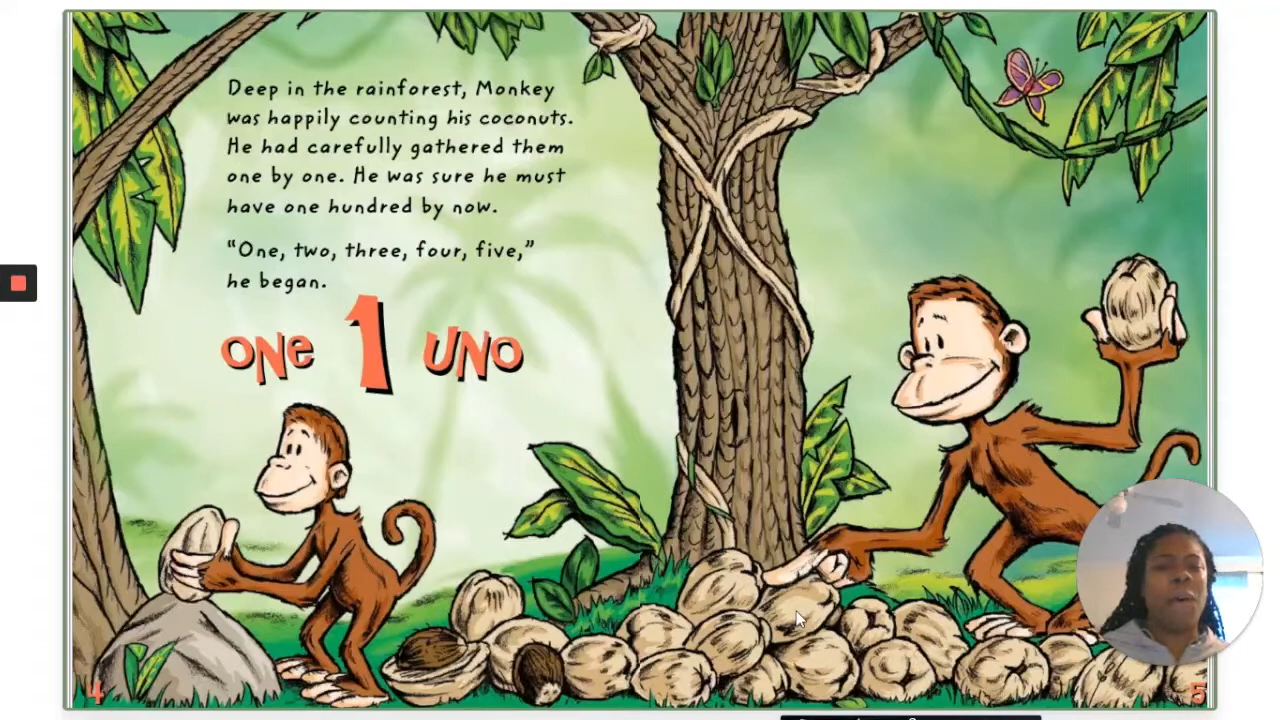 Deep in the rainforest, Monkey
was happily counting his coconuts.
He had carefully gathered them
one by one. He was sure he must
have one hundred by now.
“One, two, three, four, five,”
he began.
ONe 1 UNO
4
5